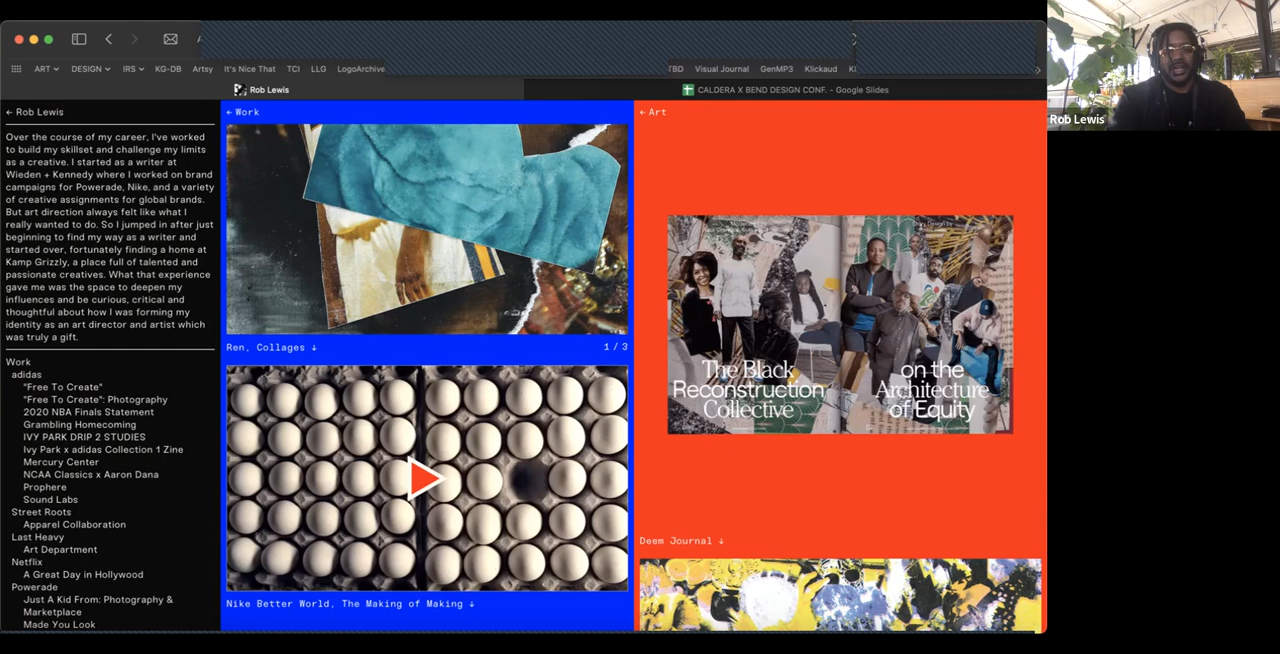 ART
DESIGN
IRS
KG-DB
Artsy
It's Nice That
TCI
LLG
LogoArchive
TBD
Visual Journal
GenMP3
Klickaud
Rob Lewis
CALDERA X BEND DESIGN CONF. - Google Slides
← Rob Lewis
Over the course of my career, I've worked
to build my skillset and challenge my limits
as a creative. I started as a writer at
Wieden + Kennedy where I worked on brand
campaigns for Powerade, Nike, and a variety
of creative assignments for global brands.
But art direction always felt like what I
really wanted to do. So I jumped in after just
beginning to find my way as a writer and
started over, fortunately finding a home at
Kamp Grizzly, a place full of talented and
passionate creatives. What that experience
gave me was the space to deepen my
influences and be curious, critical and
thoughtful about how I was forming my
identity as an art director and artist which
was truly a gift.
Work
adidas
"Free To Create"
"Free To Create": Photography
2020 NBA Finals Statement
Grambling Homecoming
IVY PARK DRIP 2 STUDIES
Ivy Park x adidas Collection 1 Zine
Mercury Center
NCAA Classics x Aaron Dana
Prophere
Sound Labs
Street Roots
Apparel Collaboration
Last Heavy
Art Department
Netflix
A Great Day in Hollywood
Powerade
Just A Kid From: Photography &
Marketplace
Made You Look
← Work
Ren, Collages ↓
1 / 3
Nike Better World, The Making of Making ↓
← Art
The Black
Reconstruction
Collective
on the
Architecture
of Equity
Deem Journal ↓
Rob Lewis